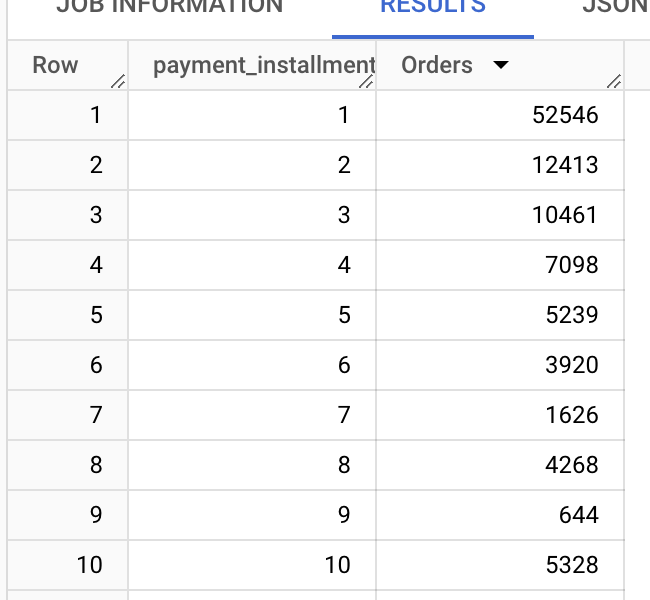 JOB INFORMATION RESULTS JSON
Row payment_installment Orders
1 1 52546
2 2 12413
3 3 10461
4 4 7098
5 5 5239
6 6 3920
7 7 1626
8 8 4268
9 9 644
10 10 5328